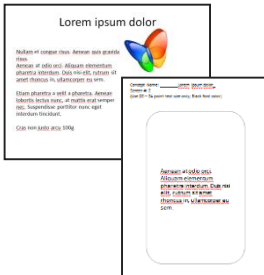 Lorem ipsum dolor
Nullam et congue risus. Aenean quis gravida
risus.
Aenean at odio orci. Aliquam elementum
pharetra interdum. Duis nisi elit, rutrum sit
amet rhoncus in, ullamcorper eu sem.
Etiam pharetra a velit a pharetra. Aenean
lobortis lectus nunc, at mattis erat semper
nec. Suspendisse porttitor nunc eget
interdum tincidunt.
Cras non justo arcu 100g
Lorem ipsum dolor
Aenean at odio orci.
Aliquam elementum
pharetra interdum. Duis nisi
elit, rutrum sit amet
rhoncus in, ullamcorper eu
sem